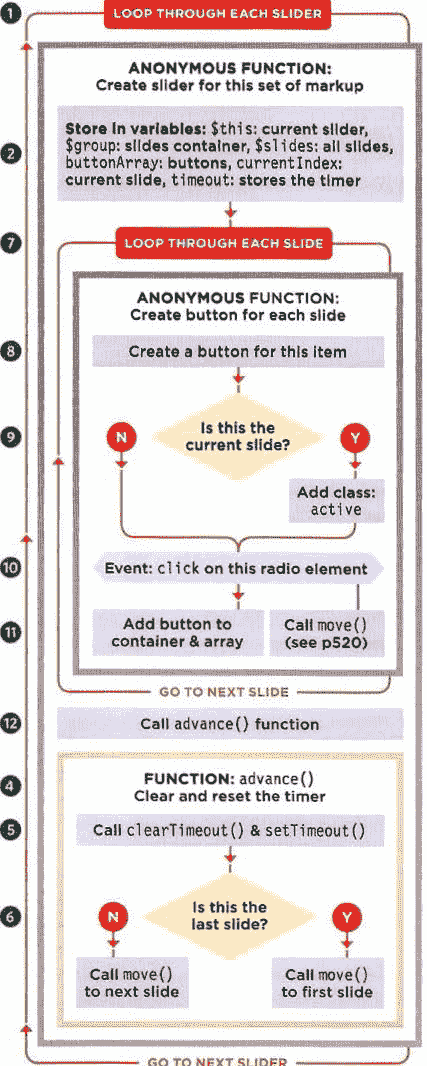 1 LOOP THROUGH EACH SLIDER
ANONYMOUS FUNCTION:
Create slider for this set of markup
Store in variables: $this: current slider,
2 $group: slides container, $slides: all slides,
buttonArray: buttons, currentIndex:
current slide, timeout: stores the timer
7 LOOP THROUGH EACH SLIDE
ANONYMOUS FUNCTION:
Create button for each slide
8 Create a button for this item
9 N
Is this the
current slide?
Y
Add class:
active
10 Event: click on this radio element
11 Add button to
container & array
Call move()
(see p520)
GO TO NEXT SLIDE
12 Call advance() function
4 FUNCTION: advance()
Clear and reset the timer
5 Call clearTimeout() & setTimeout()
6 N
Is this the
last slide?
Y
Call move()
to next slide
Call move()
to first slide
GO TO NEXT SLIDER